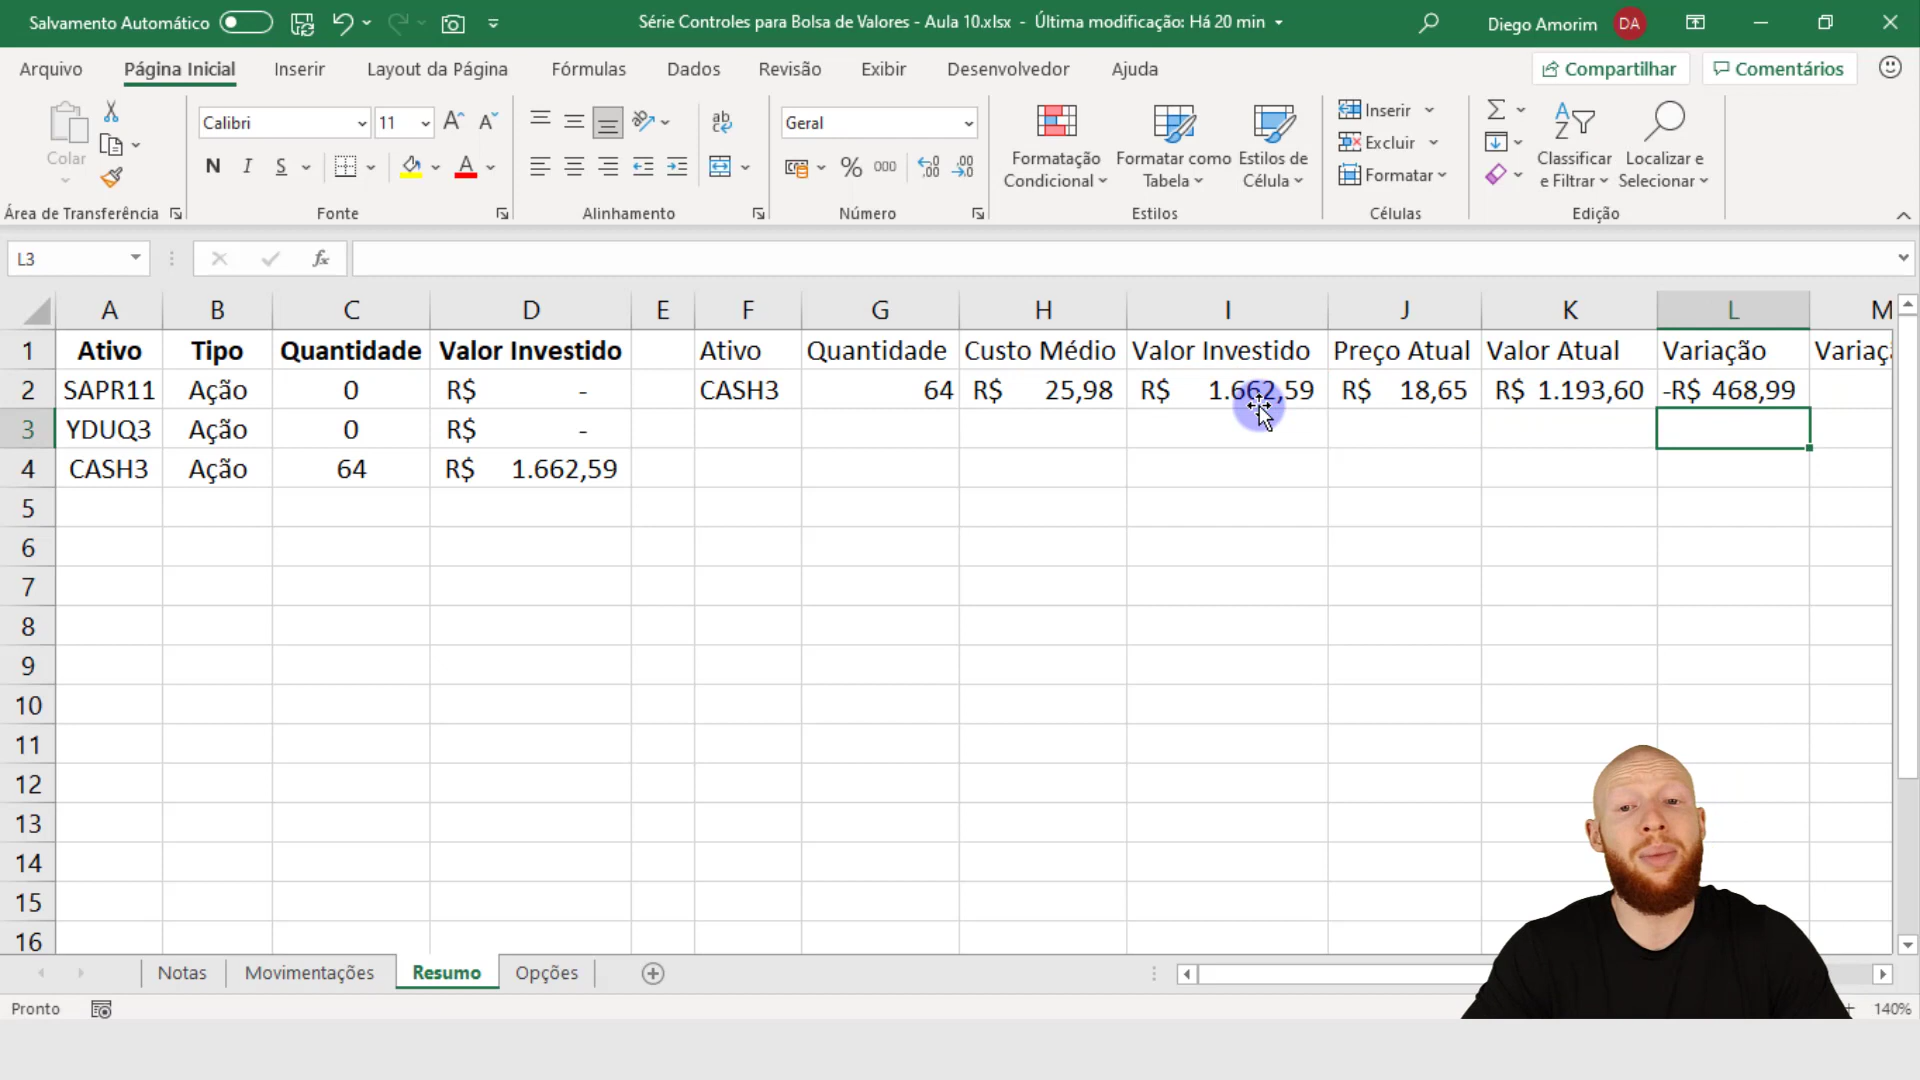 Salvamento Automático
Série Controles para Bolsa de Valores - Aula 10.xlsx - Última modificação: Há 20 min
Diego Amorim DA
Arquivo Página Inicial Inserir Layout da Página Fórmulas Dados Revisão Exibir Desenvolvedor Ajuda Compartilhar Comentários
Colar
Área de Transferência
Calibri 11
N I S
Fonte
Alinhamento
Geral
% 000
Número
Formatação Condicional
Formatar como Tabela
Estilos de Célula
Estilos
Inserir
Excluir
Formatar
Células
Classificar e Filtrar
Localizar e Selecionar
Edição
L3 fx
A B C D E F G H I J K L M
1 Ativo Tipo Quantidade Valor Investido Ativo Quantidade Custo Médio Valor Investido Preço Atual Valor Atual Variação Variaç
2 SAPR11 Ação 0 R$ - CASH3 64 R$ 25,98 R$ 1.662,59 R$ 18,65 R$ 1.193,60 -R$ 468,99
3 YDUQ3 Ação 0 R$ -
4 CASH3 Ação 64 R$ 1.662,59
5
6
7
8
9
10
11
12
13
14
15
16
Notas Movimentações Resumo Opções
Pronto 140%